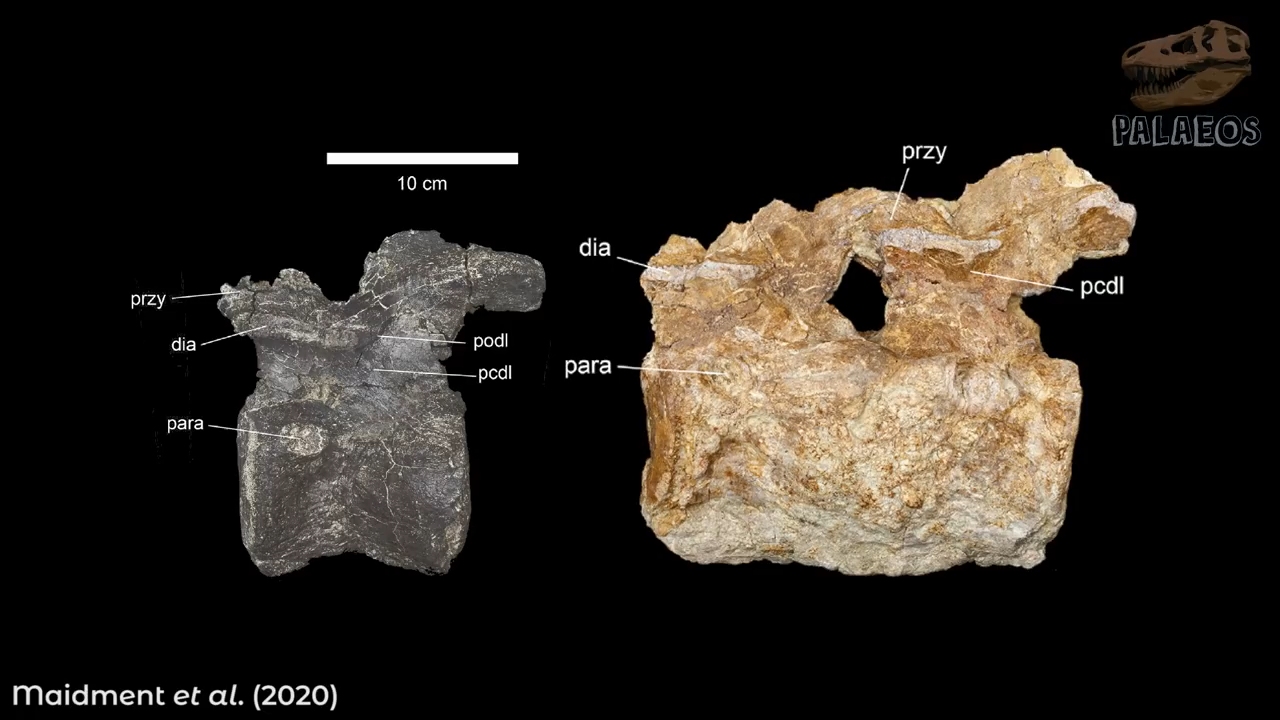 PALAEOS
10 cm
przy
dia
para
podl
pcdl
przy
dia
pcdl
para
Maidment et al. (2020)